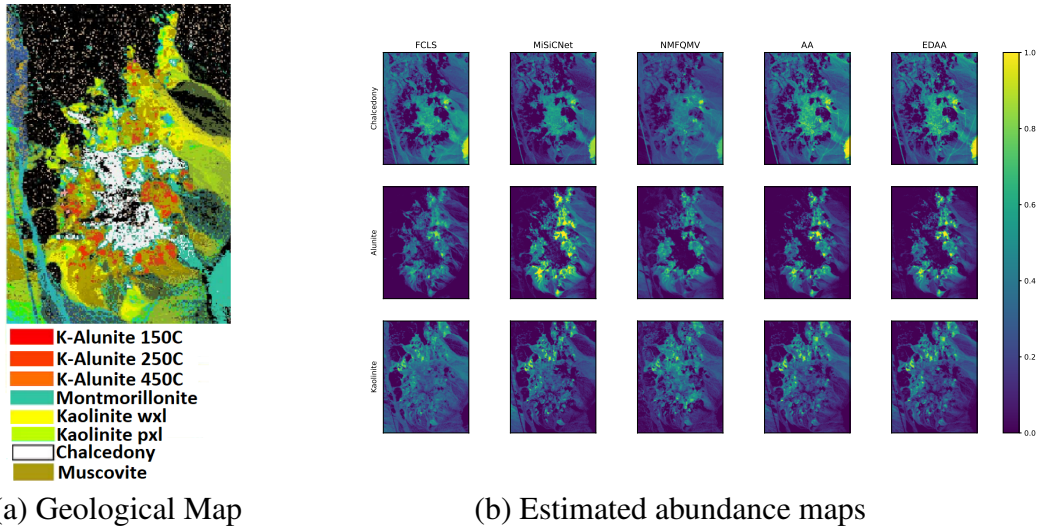 K-Alunite 150C
K-Alunite 250C
K-Alunite 450C
Montmorillonite
Kaolinite wxl
Kaolinite pxl
Chalcedony
Muscovite
(a) Geological Map
FCLS MiSiCNet NMFQMV AA EDAA
Chalcedony
Alunite
Kaolinite
1.0
0.8
0.6
0.4
0.2
0.0
(b) Estimated abundance maps